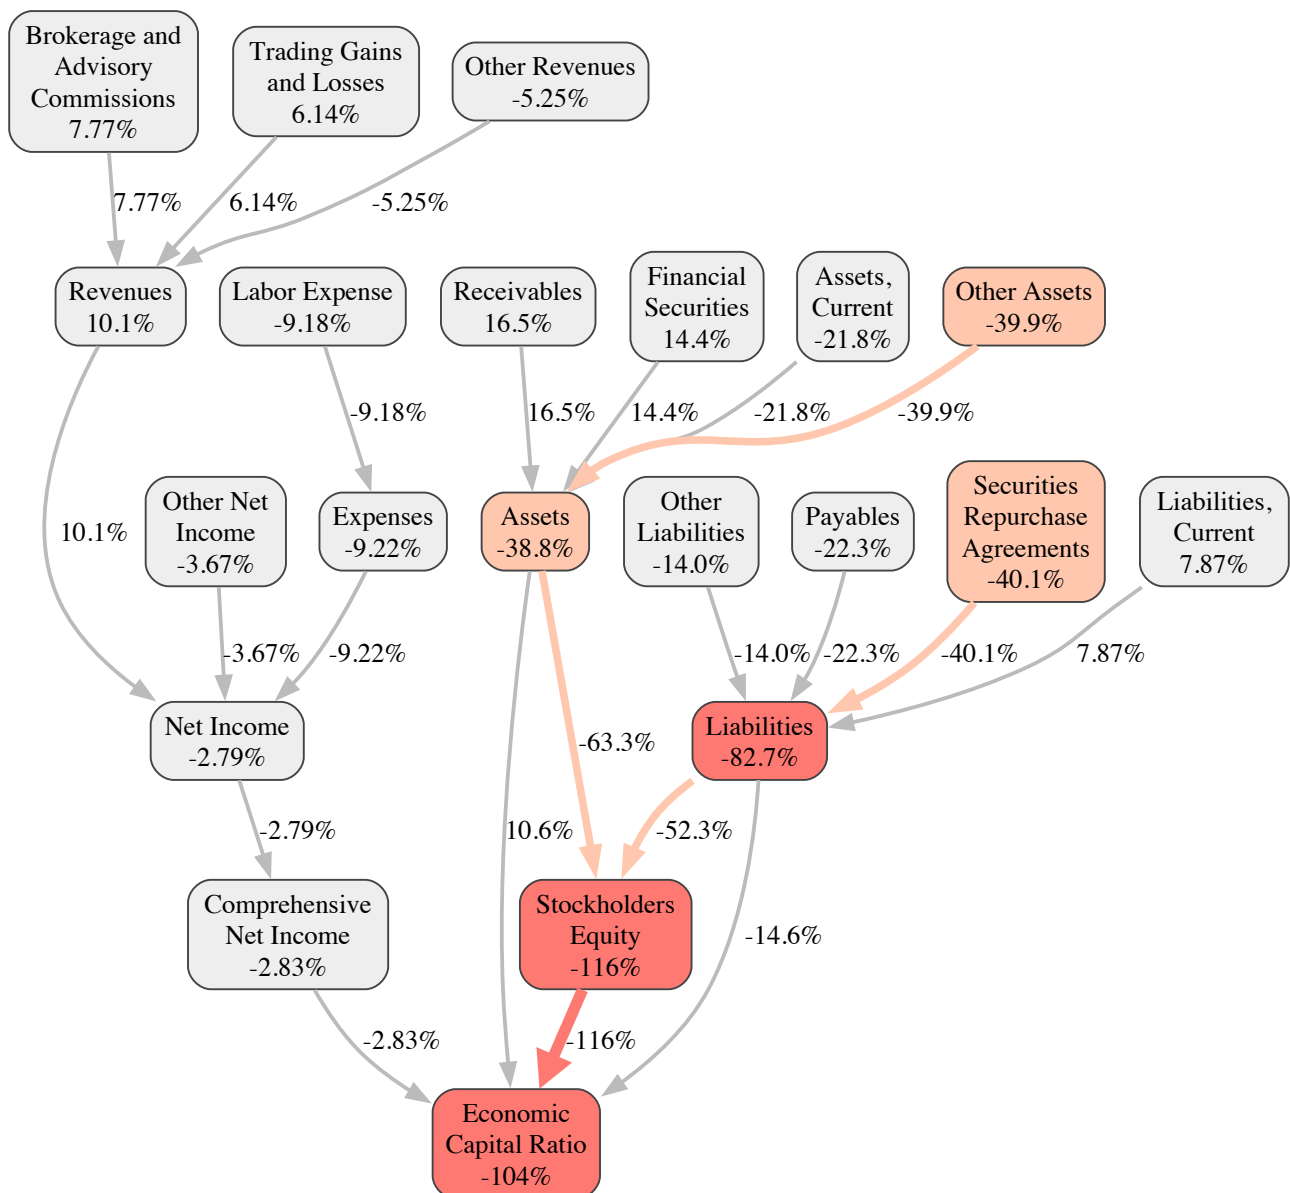 Brokerage and
Advisory
Commissions
7.77%
Trading Gains
and Losses
6.14%
Other Revenues
-5.25%
7.77%
6.14%
-5.25%
Revenues
10.1%
Labor Expense
-9.18%
Receivables
16.5%
Financial
Securities
14.4%
Assets,
Current
-21.8%
Other Assets
-39.9%
-9.18%
16.5%
14.4%
-21.8%
-39.9%
10.1%
Other Net
Income
-3.67%
Expenses
-9.22%
Assets
-38.8%
Other
Liabilities
-14.0%
Payables
-22.3%
Securities
Repurchase
Agreements
-40.1%
Liabilities,
Current
7.87%
-3.67%
-9.22%
-14.0%
-22.3%
-40.1%
7.87%
Net Income
-2.79%
-63.3%
Liabilities
-82.7%
-2.79%
10.6%
-52.3%
Comprehensive
Net Income
-2.83%
Stockholders
Equity
-116%
-14.6%
-2.83%
-116%
Economic
Capital Ratio
-104%